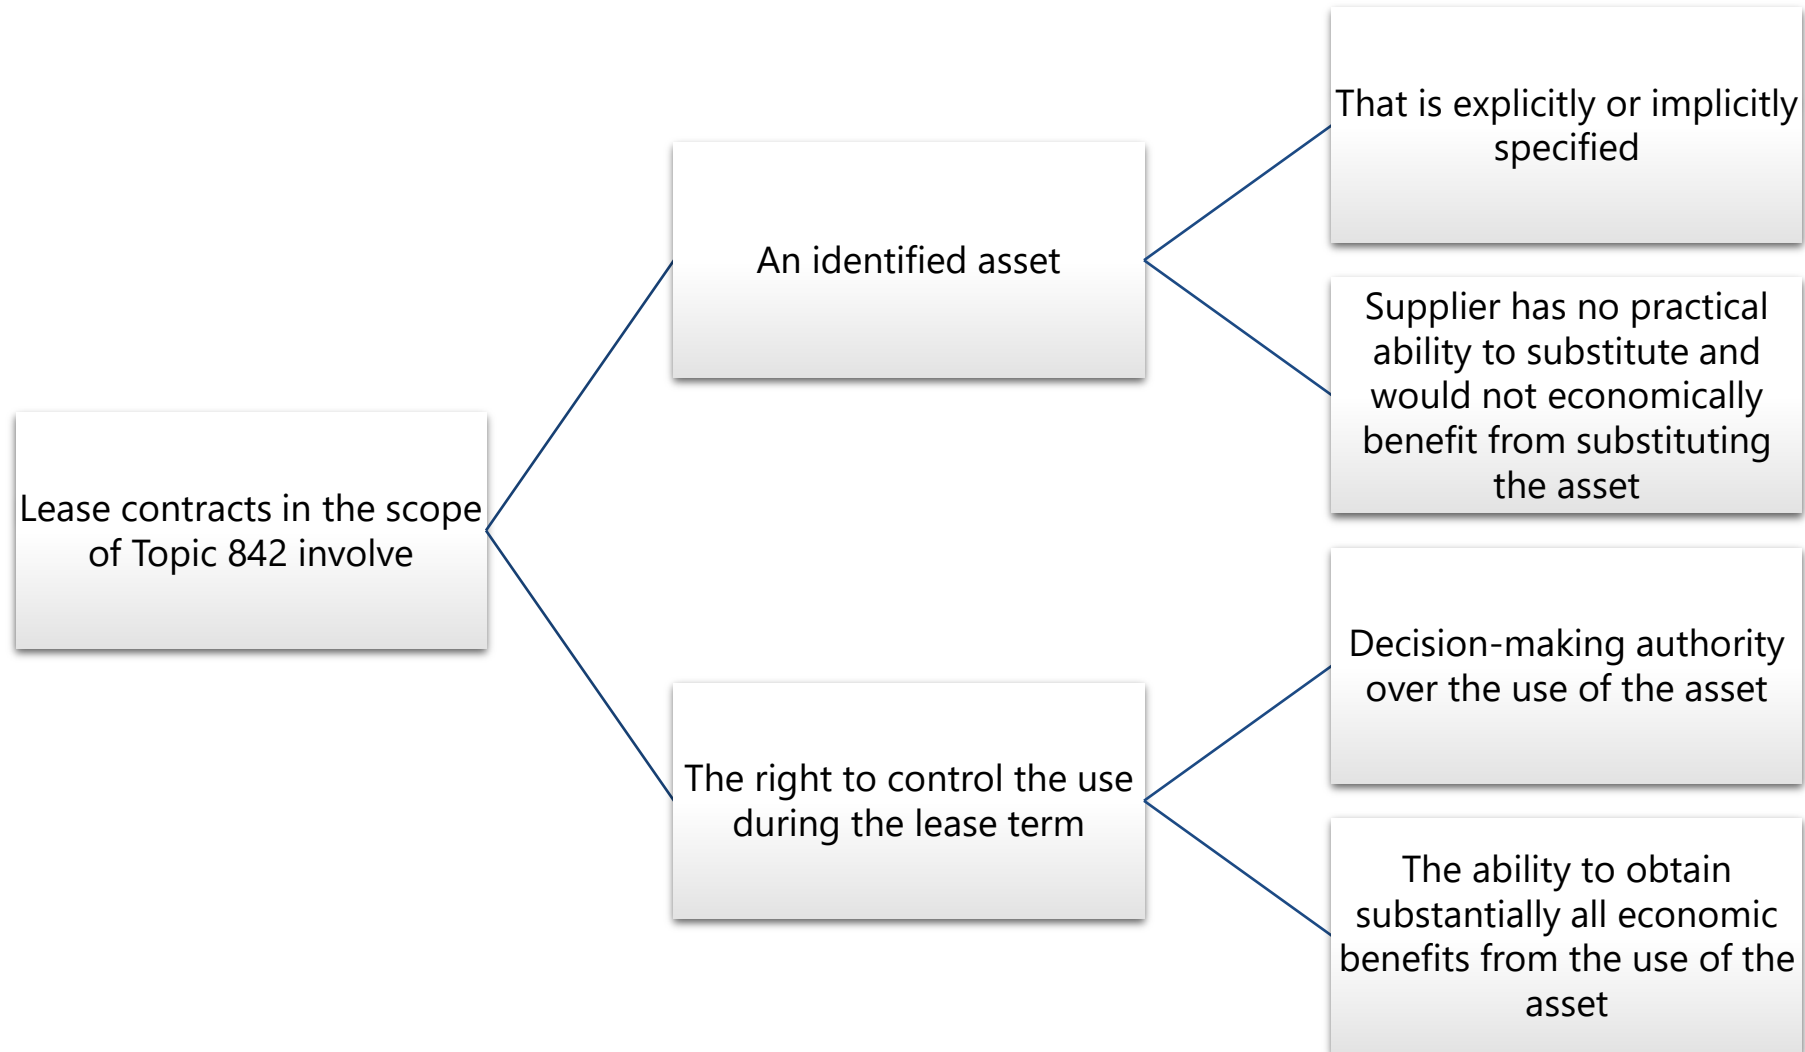 Lease contracts in the scope
of Topic 842 involve
An identified asset
That is explicitly or implicitly
specified
Supplier has no practical
ability to substitute and
would not economically
benefit from substituting
the asset
The right to control the use
during the lease term
Decision-making authority
over the use of the asset
The ability to obtain
substantially all economic
benefits from the use of the
asset